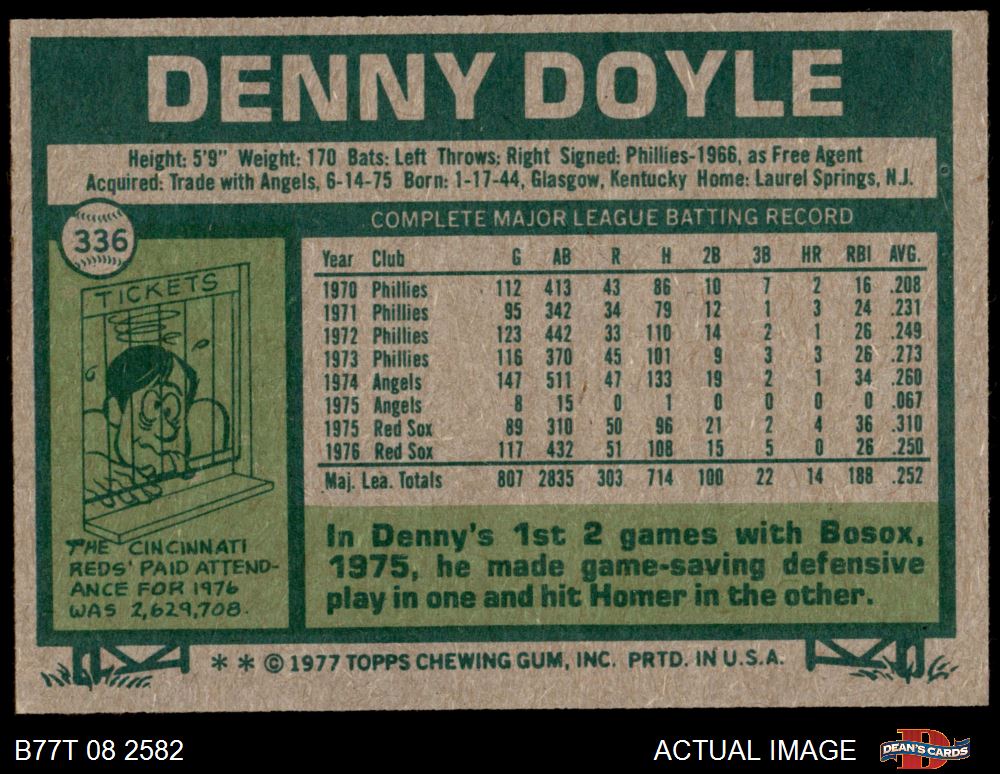 DENNY DOYLE
Height: 5'9" Weight: 170 Bats: Left Throws: Right Signed: Phillies-1966, as Free Agent
Acquired: Trade with Angels, 6-14-75 Born: 1-17-44, Glasgow, Kentucky Home: Laurel Springs, N.J.
336
COMPLETE MAJOR LEAGUE BATTING RECORD
Year Club G AB R H 2B 3B HR RBI AVG.
1970 Phillies 112 413 43 86 10 7 2 16 .208
1971 Phillies 95 342 34 79 12 1 3 24 .231
1972 Phillies 123 442 33 110 14 2 1 26 .249
1973 Phillies 116 370 45 101 9 3 3 26 .273
1974 Angels 147 511 47 133 19 2 1 34 .260
1975 Angels 8 15 0 1 0 0 0 0 .067
1975 Red Sox 89 310 50 96 21 2 4 36 .310
1976 Red Sox 117 432 51 108 15 5 0 26 .250
Maj. Lea. Totals 807 2835 303 714 100 22 14 188 .252
TICKETS
THE CINCINNATI
REDS' PAID ATTEND-
ANCE FOR 1976
WAS 2,629,708.
In Denny's 1st 2 games with Bosox,
1975, he made game-saving defensive
play in one and hit Homer in the other.
* * © 1977 TOPPS CHEWING GUM, INC. PRTD. IN U.S.A.
B77T 08 2582
ACTUAL IMAGE
DEAN'S CARDS